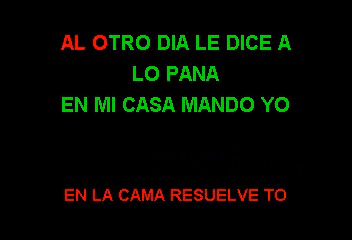 AL OTRO DIA LE DICE A
LO PANA
EN MI CASA MANDO YO
EN LA CAMA RESUELVE TO